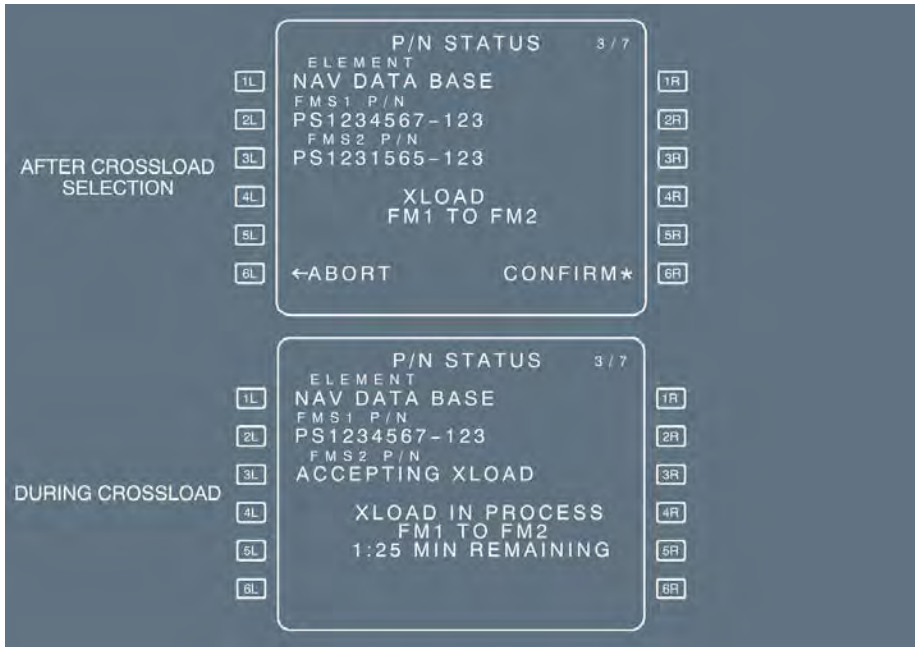 P/N STATUS 3/7
ELEMENT
1L NAV DATA BASE 1R
FMS1 P/N
2L PS1234567-123 2R
FMS2 P/N
3L PS1231565-123 3R
AFTER CROSSLOAD
SELECTION
4L XLOAD 4R
FM1 TO FM2
5L 5R
6L ←ABORT CONFIRM* 6R
P/N STATUS 3/7
ELEMENT
1L NAV DATA BASE 1R
FMS1 P/N
2L PS1234567-123 2R
FMS2 P/N
3L ACCEPTING XLOAD 3R
DURING CROSSLOAD
4L XLOAD IN PROCESS 4R
FM1 TO FM2
5L 1:25 MIN REMAINING 5R
6L 6R